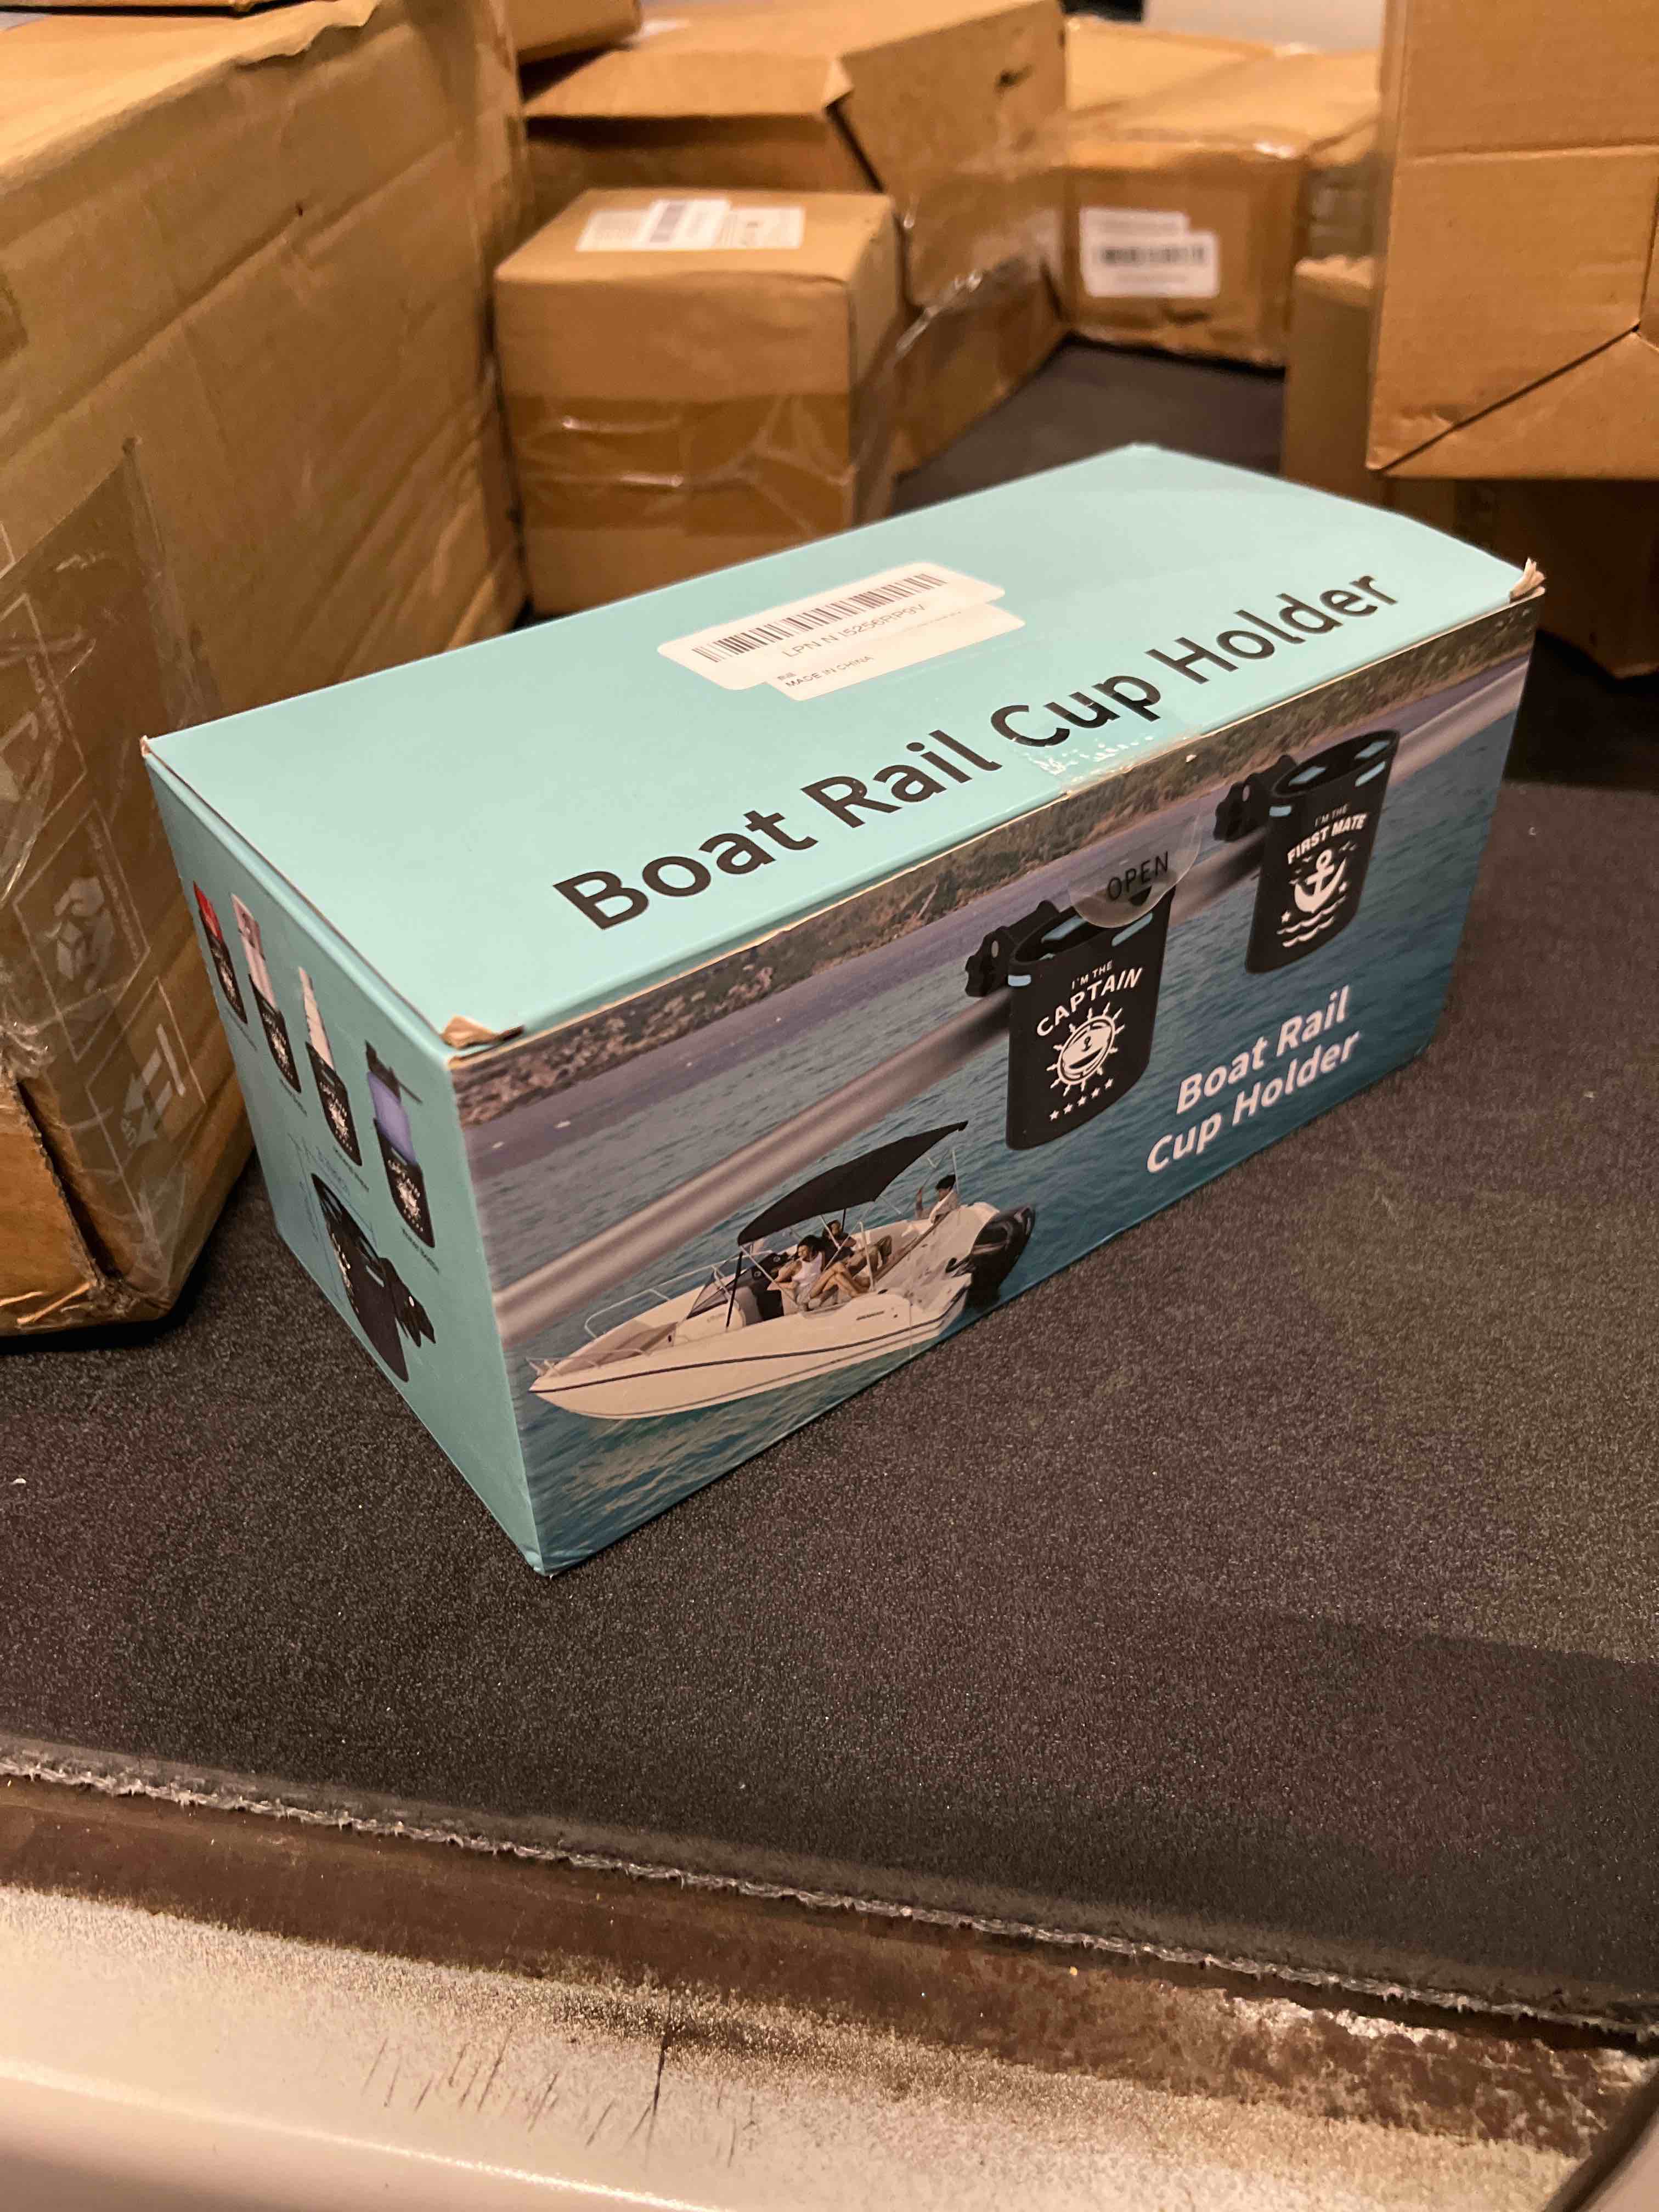 MADE IN CHINA
Boat Rail Cup Holder
OPEN
I'M THE
FIRST MATE
I'M THE
CAPTAIN
Boat Rail
Cup Holder